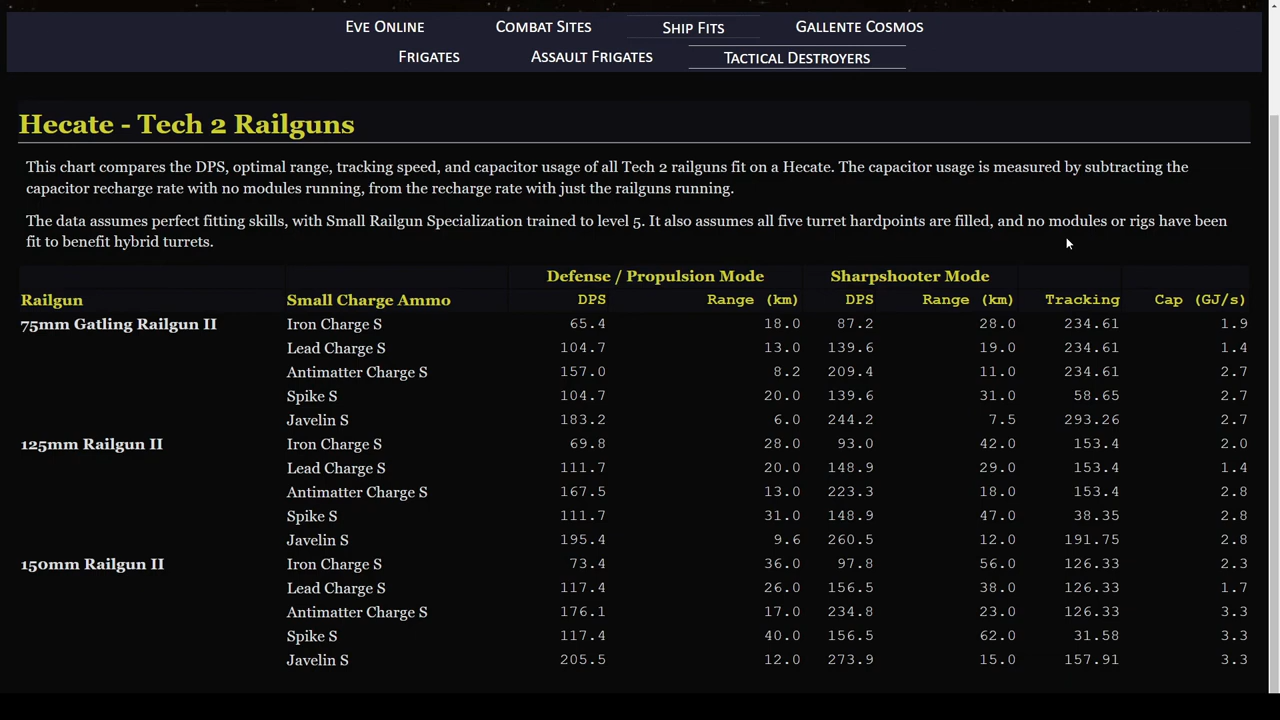 EVE ONLINE COMBAT SITES SHIP FITS GALLENTE COSMOS
FRIGATES ASSAULT FRIGATES TACTICAL DESTROYERS
Hecate - Tech 2 Railguns
This chart compares the DPS, optimal range, tracking speed, and capacitor usage of all Tech 2 railguns fit on a Hecate. The capacitor usage is measured by subtracting the
capacitor recharge rate with no modules running, from the recharge rate with just the railguns running.
The data assumes perfect fitting skills, with Small Railgun Specialization trained to level 5. It also assumes all five turret hardpoints are filled, and no modules or rigs have been
fit to benefit hybrid turrets.
Defense / Propulsion Mode Sharpshooter Mode
Railgun Small Charge Ammo DPS Range (km) DPS Range (km) Tracking Cap (GJ/s)
75mm Gatling Railgun II Iron Charge S 65.4 18.0 87.2 28.0 234.61 1.9
Lead Charge S 104.7 13.0 139.6 19.0 234.61 1.4
Antimatter Charge S 157.0 8.2 209.4 11.0 234.61 2.7
Spike S 104.7 20.0 139.6 31.0 58.65 2.7
Javelin S 183.2 6.0 244.2 7.5 293.26 2.7
125mm Railgun II Iron Charge S 69.8 28.0 93.0 42.0 153.4 2.0
Lead Charge S 111.7 20.0 148.9 29.0 153.4 1.4
Antimatter Charge S 167.5 13.0 223.3 18.0 153.4 2.8
Spike S 111.7 31.0 148.9 47.0 38.35 2.8
Javelin S 195.4 9.6 260.5 12.0 191.75 2.8
150mm Railgun II Iron Charge S 73.4 36.0 97.8 56.0 126.33 2.3
Lead Charge S 117.4 26.0 156.5 38.0 126.33 1.7
Antimatter Charge S 176.1 17.0 234.8 23.0 126.33 3.3
Spike S 117.4 40.0 156.5 62.0 31.58 3.3
Javelin S 205.5 12.0 273.9 15.0 157.91 3.3